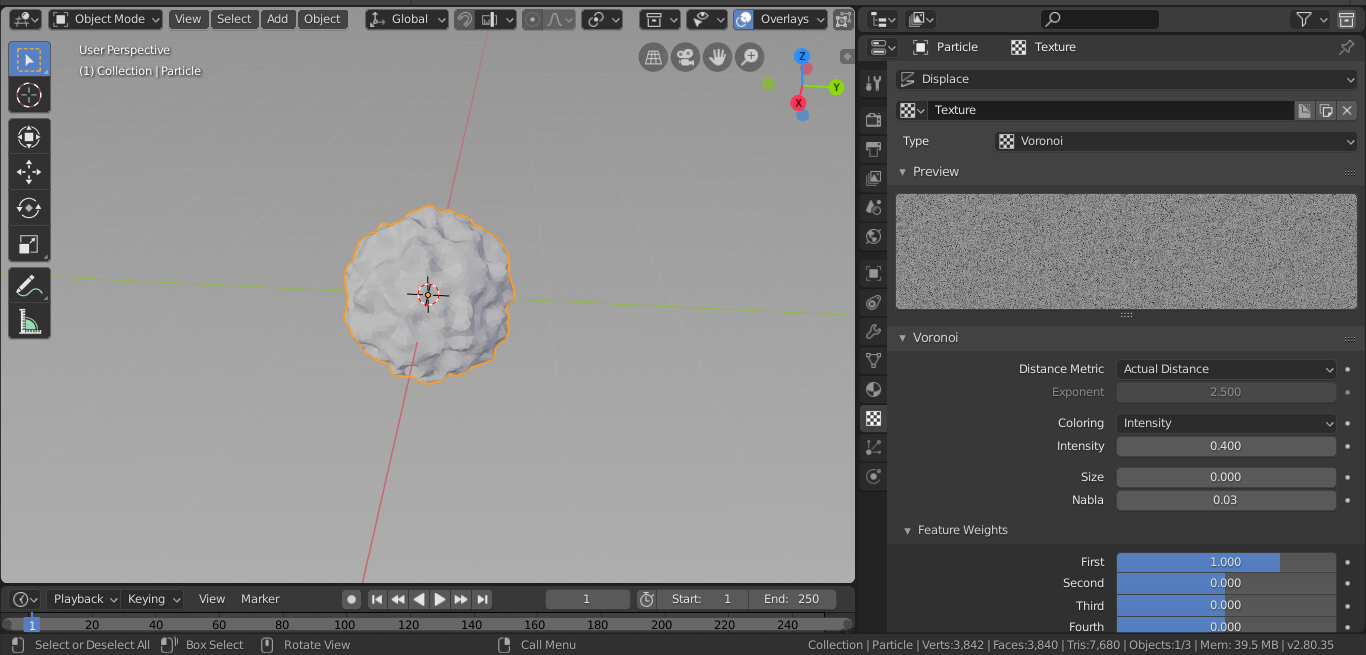 Object Mode View Select Add Object Global Overlays
User Perspective
(1) Collection | Particle
Z
Y
X
Particle Texture
Displace
Texture
Type Voronoi
Preview
Voronoi
Distance Metric Actual Distance
Exponent 2.500
Coloring Intensity
Intensity 0.400
Size 0.000
Nabla 0.03
Feature Weights
First 1.000
Second 0.000
Third 0.000
Fourth 0.000
Playback Keying View Marker 1 Start: 1 End: 250
1 20 40 60 80 100 120 140 160 180 200 220 240
Select or Deselect All Box Select Rotate View Call Menu Collection | Particle | Verts:3,842 | Faces:3,840 | Tris:7,680 | Objects:1/3 | Mem: 39.5 MB | v2.80.35